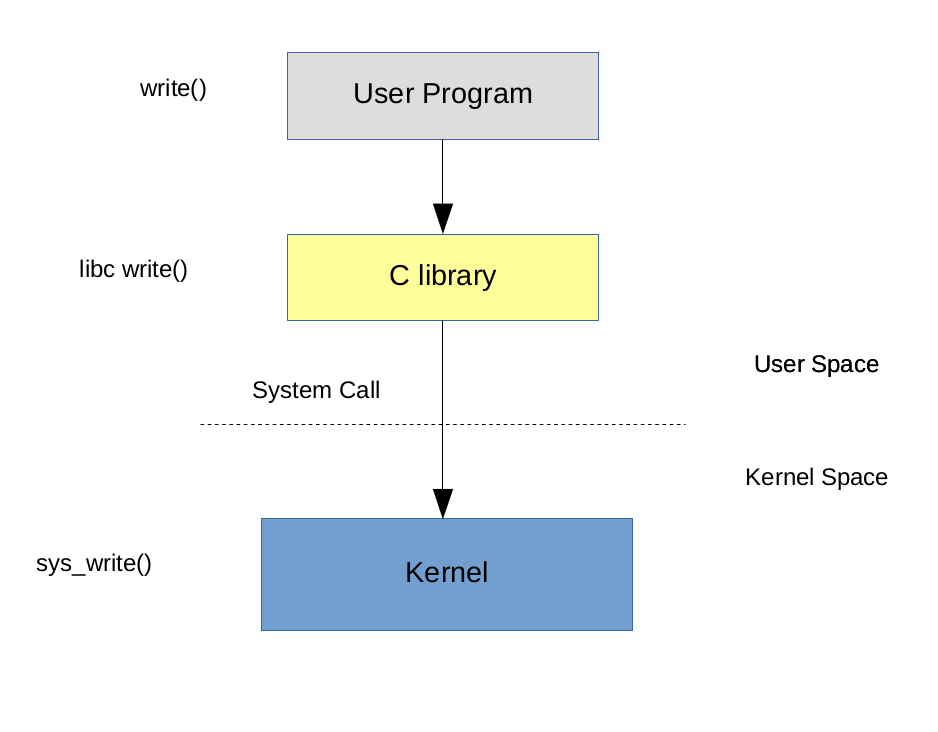 write()
User Program
libc write()
C library
User Space
System Call
Kernel Space
sys_write()
Kernel